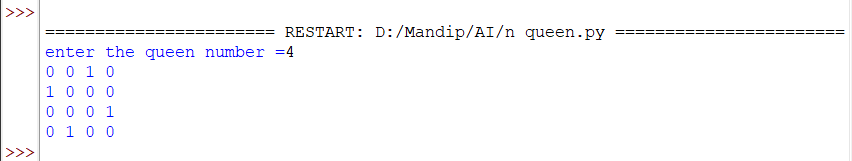 >>>
======================= RESTART: D:/Mandip/AI/n queen.py =======================
enter the queen number =4
0 0 1 0
1 0 0 0
0 0 0 1
0 1 0 0
>>>